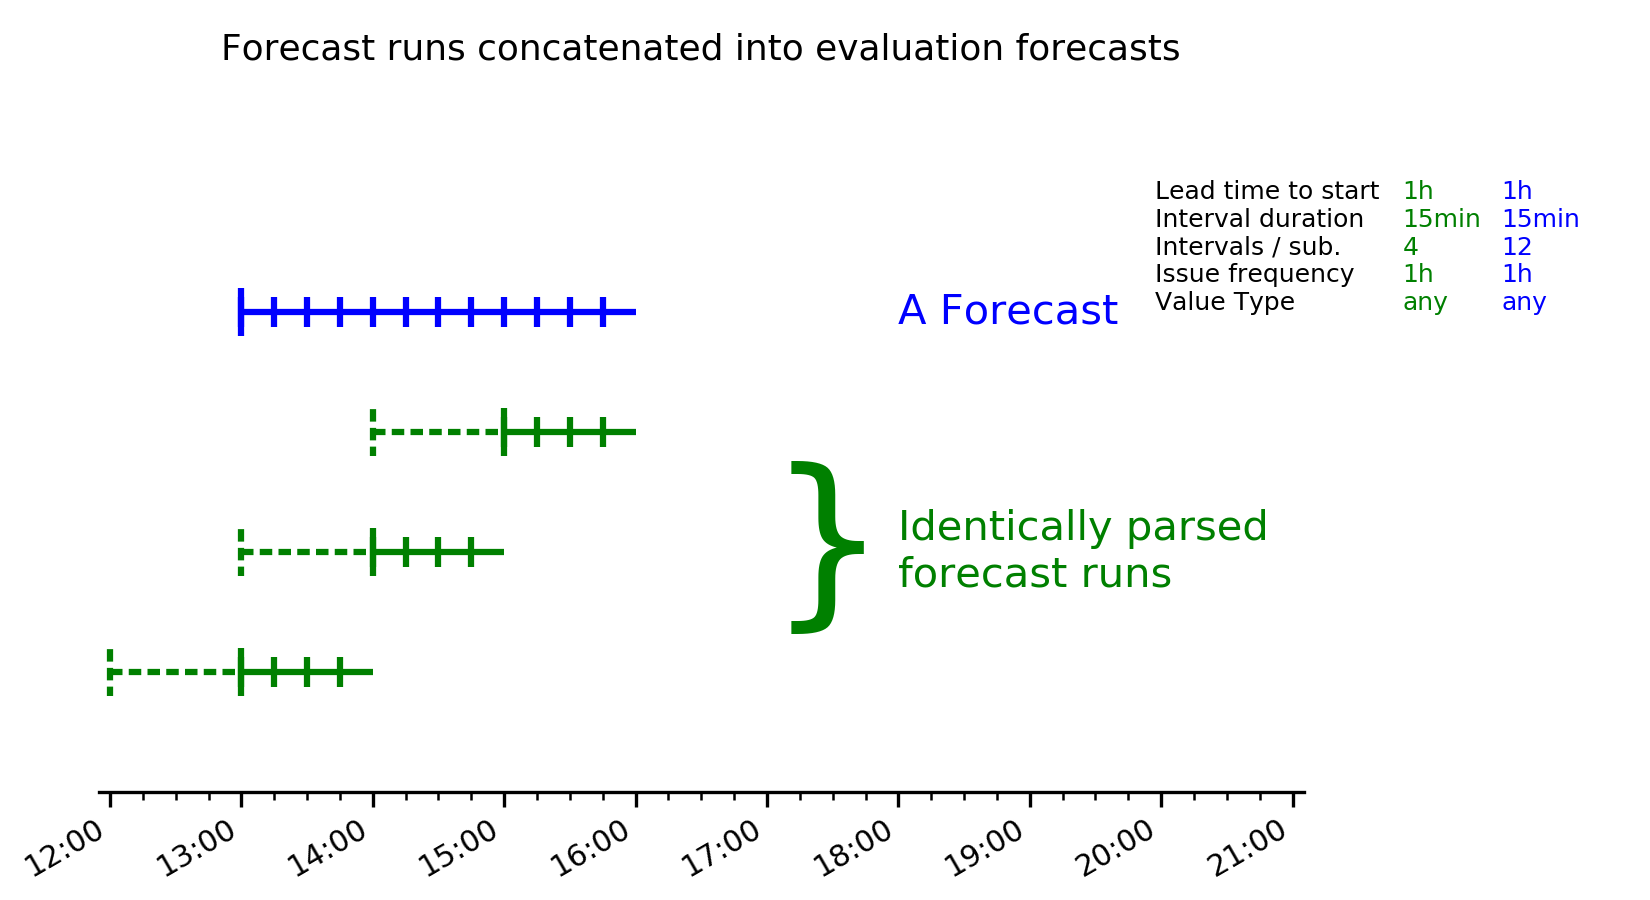 Forecast runs concatenated into evaluation forecasts
Lead time to start 1h 1h
Interval duration 15min 15min
Intervals / sub. 4 12
Issue frequency 1h 1h
Value Type any any
A Forecast
}
Identically parsed
forecast runs
12:00 13:00 14:00 15:00 16:00 17:00 18:00 19:00 20:00 21:00